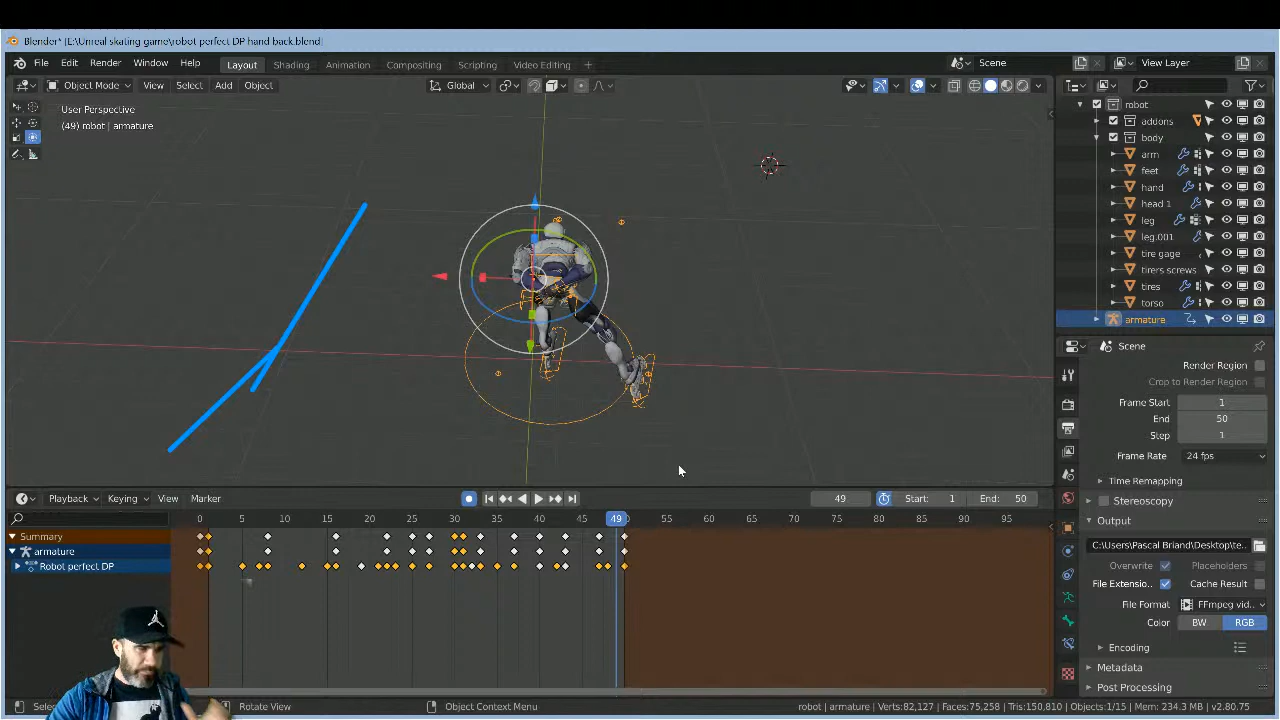 Blender* [E:\Unreal skating game\robot perfect DP hand back.blend]
File Edit Render Window Help Layout Shading Animation Compositing Scripting Video Editing + Scene View Layer
Object Mode View Select Add Object Global
User Perspective
(49) robot | armature
robot
addons
body
arm
feet
hand
head 1
leg
leg.001
tire gage
tirers screws
tires
torso
armature
Scene
Render Region
Crop to Render Region
Frame Start 1
End 50
Step 1
Frame Rate 24 fps
Time Remapping
Stereoscopy
Output
C:\Users\Pascal Briand\Desktop\te..
Overwrite Placeholders
File Extensio.. Cache Result
File Format FFmpeg vid..
Color BW RGB
Encoding
Metadata
Post Processing
Playback Keying View Marker 49 Start: 1 End: 50
0 5 10 15 20 25 30 35 40 45 49 55 60 65 70 75 80 85 90 95
Summary
armature
Robot perfect DP
Selec Rotate View Object Context Menu robot | armature | Verts:82,127 | Faces:75,258 | Tris:150,810 | Objects:1/15 | Mem: 234.3 MB | v2.80.75